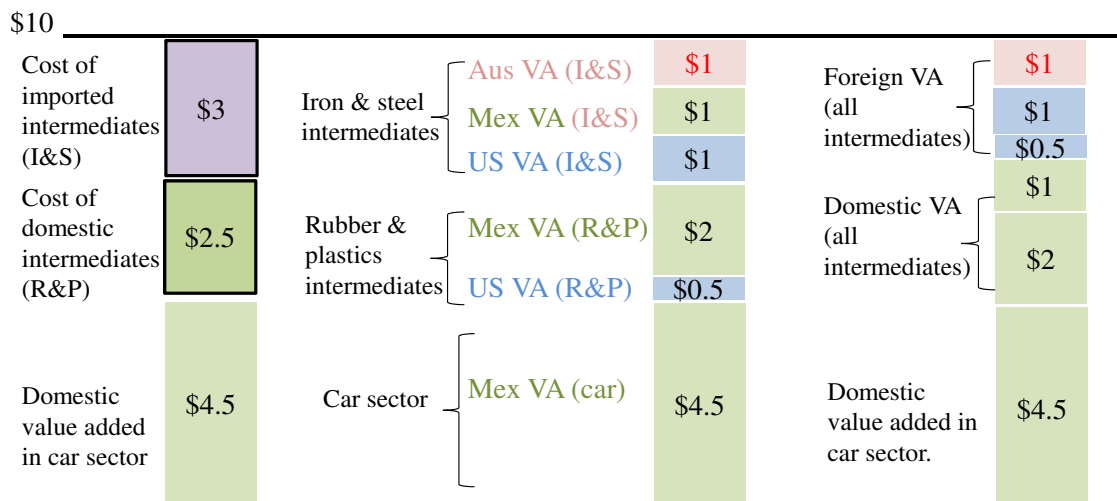 $10
Cost of
imported
intermediates
(I&S)
$3
Cost of
domestic
intermediates
(R&P)
$2.5
Domestic
value added
in car sector
$4.5
Iron & steel
intermediates
Aus VA (I&S)
$1
Mex VA (I&S)
$1
US VA (I&S)
$1
Rubber &
plastics
intermediates
Mex VA (R&P)
$2
US VA (R&P)
$0.5
Car sector
Mex VA (car)
$4.5
Foreign VA
(all
intermediates)
$1
$1
$0.5
Domestic VA
(all
intermediates)
$1
$2
Domestic
value added in
car sector.
$4.5